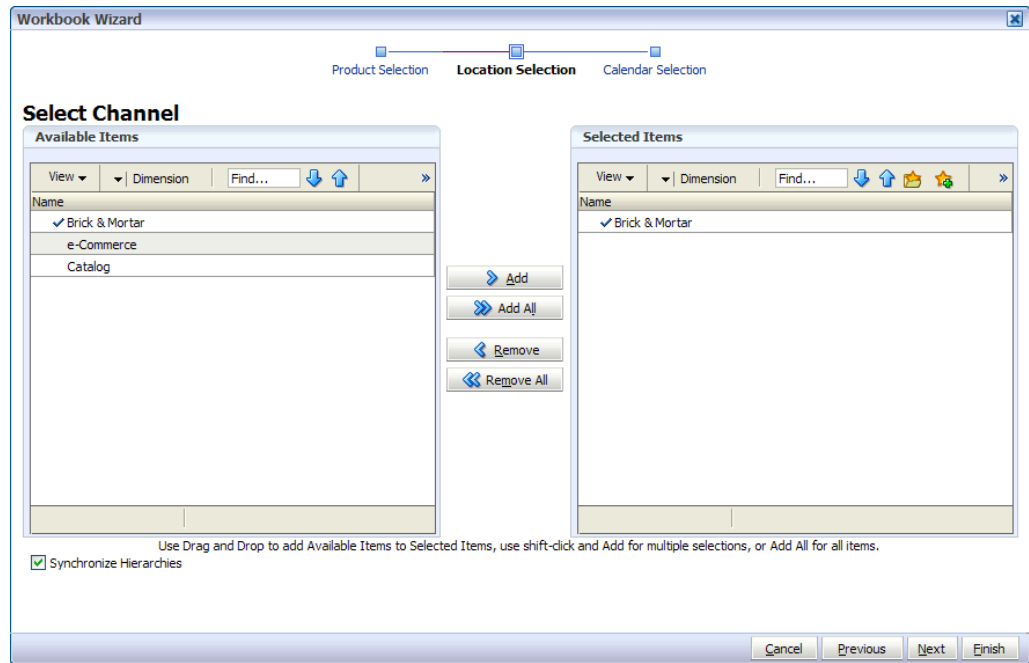 Workbook Wizard
Product Selection Location Selection Calendar Selection
Select Channel
Available Items
View Dimension Find... »
Name
Brick & Mortar
e-Commerce
Catalog
Add
Add All
Remove
Remove All
Selected Items
View Dimension Find... »
Name
Brick & Mortar
Use Drag and Drop to add Available Items to Selected Items, use shift-click and Add for multiple selections, or Add All for all items.
Synchronize Hierarchies
Cancel Previous Next Finish